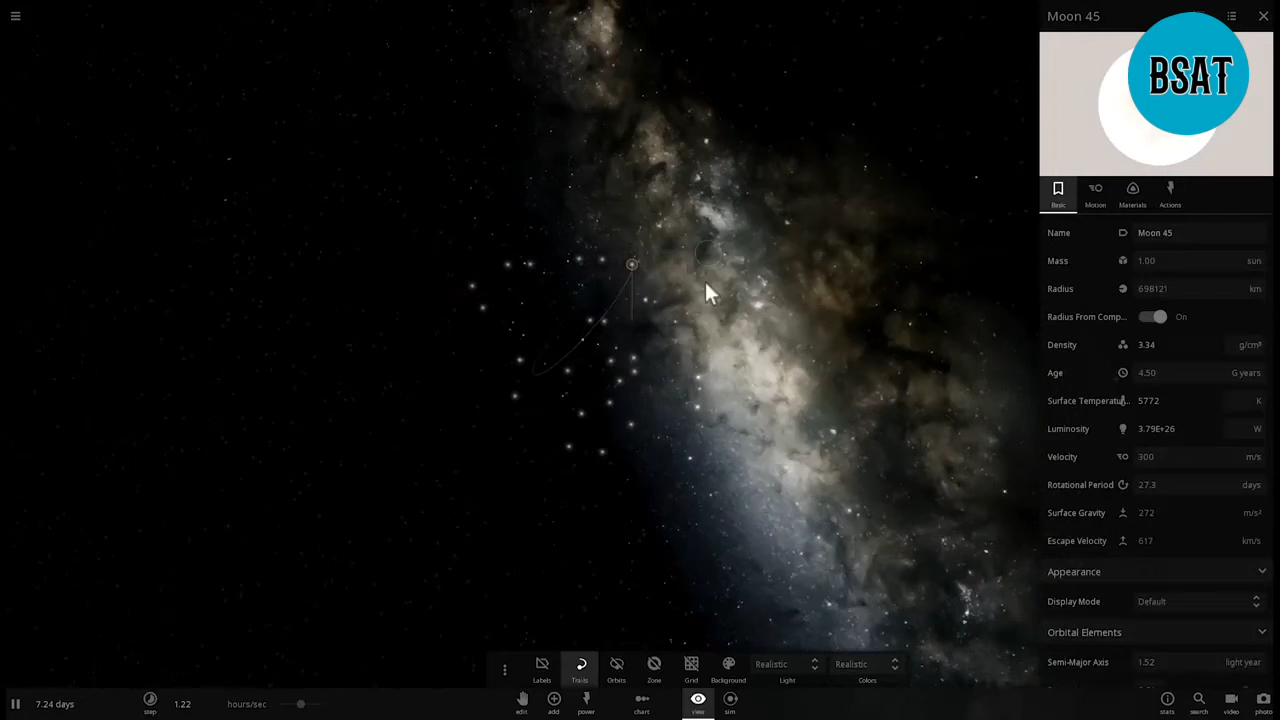 Moon 45
BSAT
Basic
Motion
Materials
Actions
Name Moon 45
Mass 1.00 sun
Radius 698121 km
Radius From Comp... On
Density 3.34 g/cm³
Age 4.50 G years
Surface Temperatur... 5772 K
Luminosity 3.79E+26 W
Velocity 300 m/s
Rotational Period 27.3 days
Surface Gravity 272 m/s²
Escape Velocity 617 km/s
Appearance
Display Mode Default
Orbital Elements
Semi-Major Axis 1.52 light year
Realistic
Realistic
Labels
Trails
Orbits
Zone
Grid
Background
Light
Colors
7.24 days
step
1.22 hours/sec
edit
add
power
chart
view
sim
stats
search
video
photo